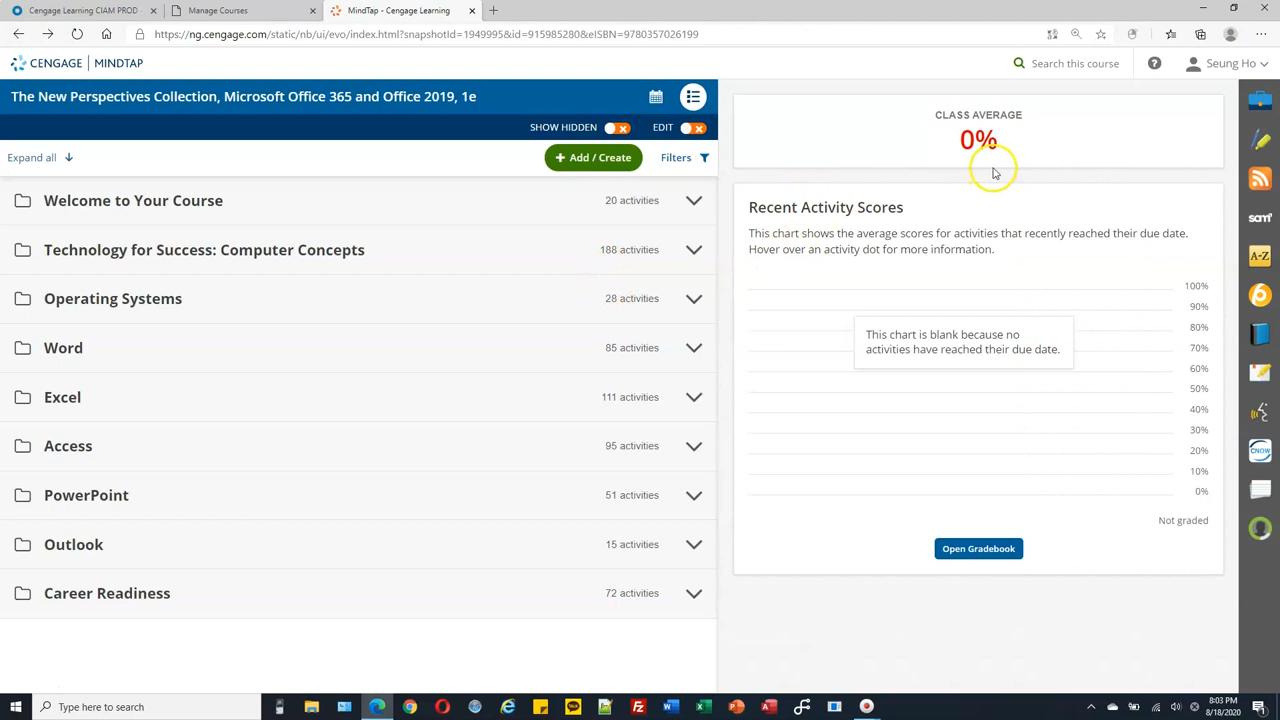 Cengage Learning CIAM PROD -
Manage Courses
MindTap - Cengage Learning
https://ng.cengage.com/static/nb/ui/evo/index.html?snapshotId=1949995&id=915985280&eISBN=9780357026199
CENGAGE | MINDTAP
Search this course
Seung Ho
The New Perspectives Collection, Microsoft Office 365 and Office 2019, 1e
SHOW HIDDEN
EDIT
Expand all
+ Add / Create
Filters
Welcome to Your Course 20 activities
Technology for Success: Computer Concepts 188 activities
Operating Systems 28 activities
Word 85 activities
Excel 111 activities
Access 95 activities
PowerPoint 51 activities
Outlook 15 activities
Career Readiness 72 activities
CLASS AVERAGE
0%
Recent Activity Scores
This chart shows the average scores for activities that recently reached their due date.
Hover over an activity dot for more information.
100%
90%
80%
70%
60%
50%
40%
30%
20%
10%
0%
This chart is blank because no
activities have reached their due date.
Not graded
Open Gradebook
sam
A-Z
CNOW
Type here to search
8:03 PM
8/18/2020